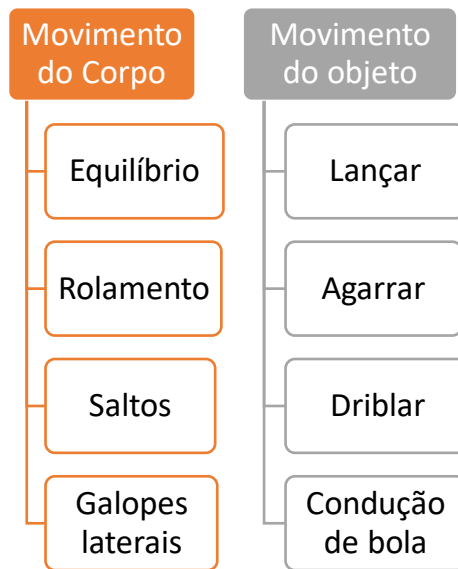 Movimento
do Corpo
Equilíbrio
Rolamento
Saltos
Galopes
laterais
Movimento
do objeto
Lançar
Agarrar
Driblar
Condução
de bola